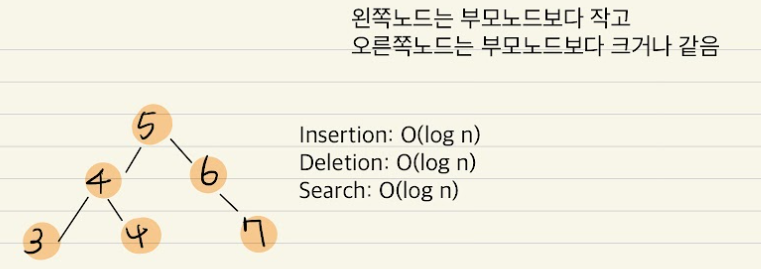 왼쪽노드는 부모노드보다 작고
오른쪽노드는 부모노드보다 크거나 같음
5
Insertion: O(log n)
Deletion: O(log n)
4 6
Search: O(log n)
3 4 7